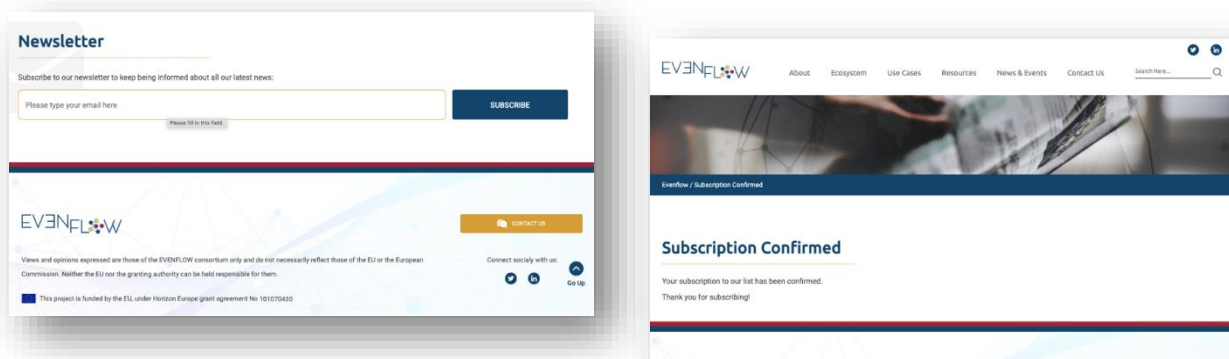 Newsletter
Subscribe to our newsletter to keep being informed about all our latest news:
Please type your email here
SUBSCRIBE
Please fill in this field.
EVENFLOW
CONTACT US
Views and opinions expressed are those of the EVENFLOW consortium only and do not necessarily reflect those of the EU or the European
Commission. Neither the EU nor the granting authority can be held responsible for them.
Connect socialy with us:
Go Up
This project is funded by the EU, under Horizon Europe grant agreement No 101070430
EVENFLOW
About Ecosystem Use Cases Resources News & Events Contact Us Search Here...
Evenflow / Subscription Confirmed
Subscription Confirmed
Your subscription to our list has been confirmed.
Thank you for subscribing!